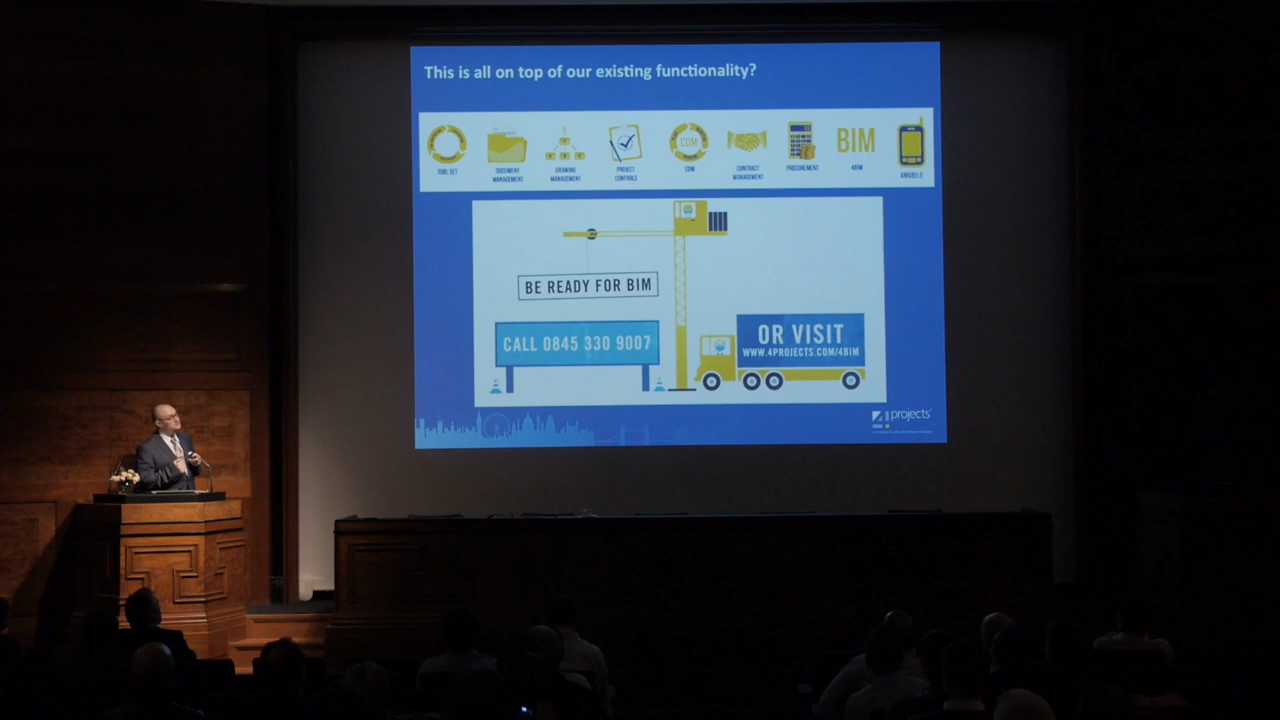 This is all on top of our existing functionality?
TOOL SET
DOCUMENT
MANAGEMENT
DRAWING
MANAGEMENT
PROJECT
CONTROLS
CDM
CDM
CONTRACT
MANAGEMENT
PROCUREMENT
BIM
4BIM
4MOBILE
BE READY FOR BIM
CALL 0845 330 9007
OR VISIT
WWW.4PROJECTS.COM/4BIM
4projects